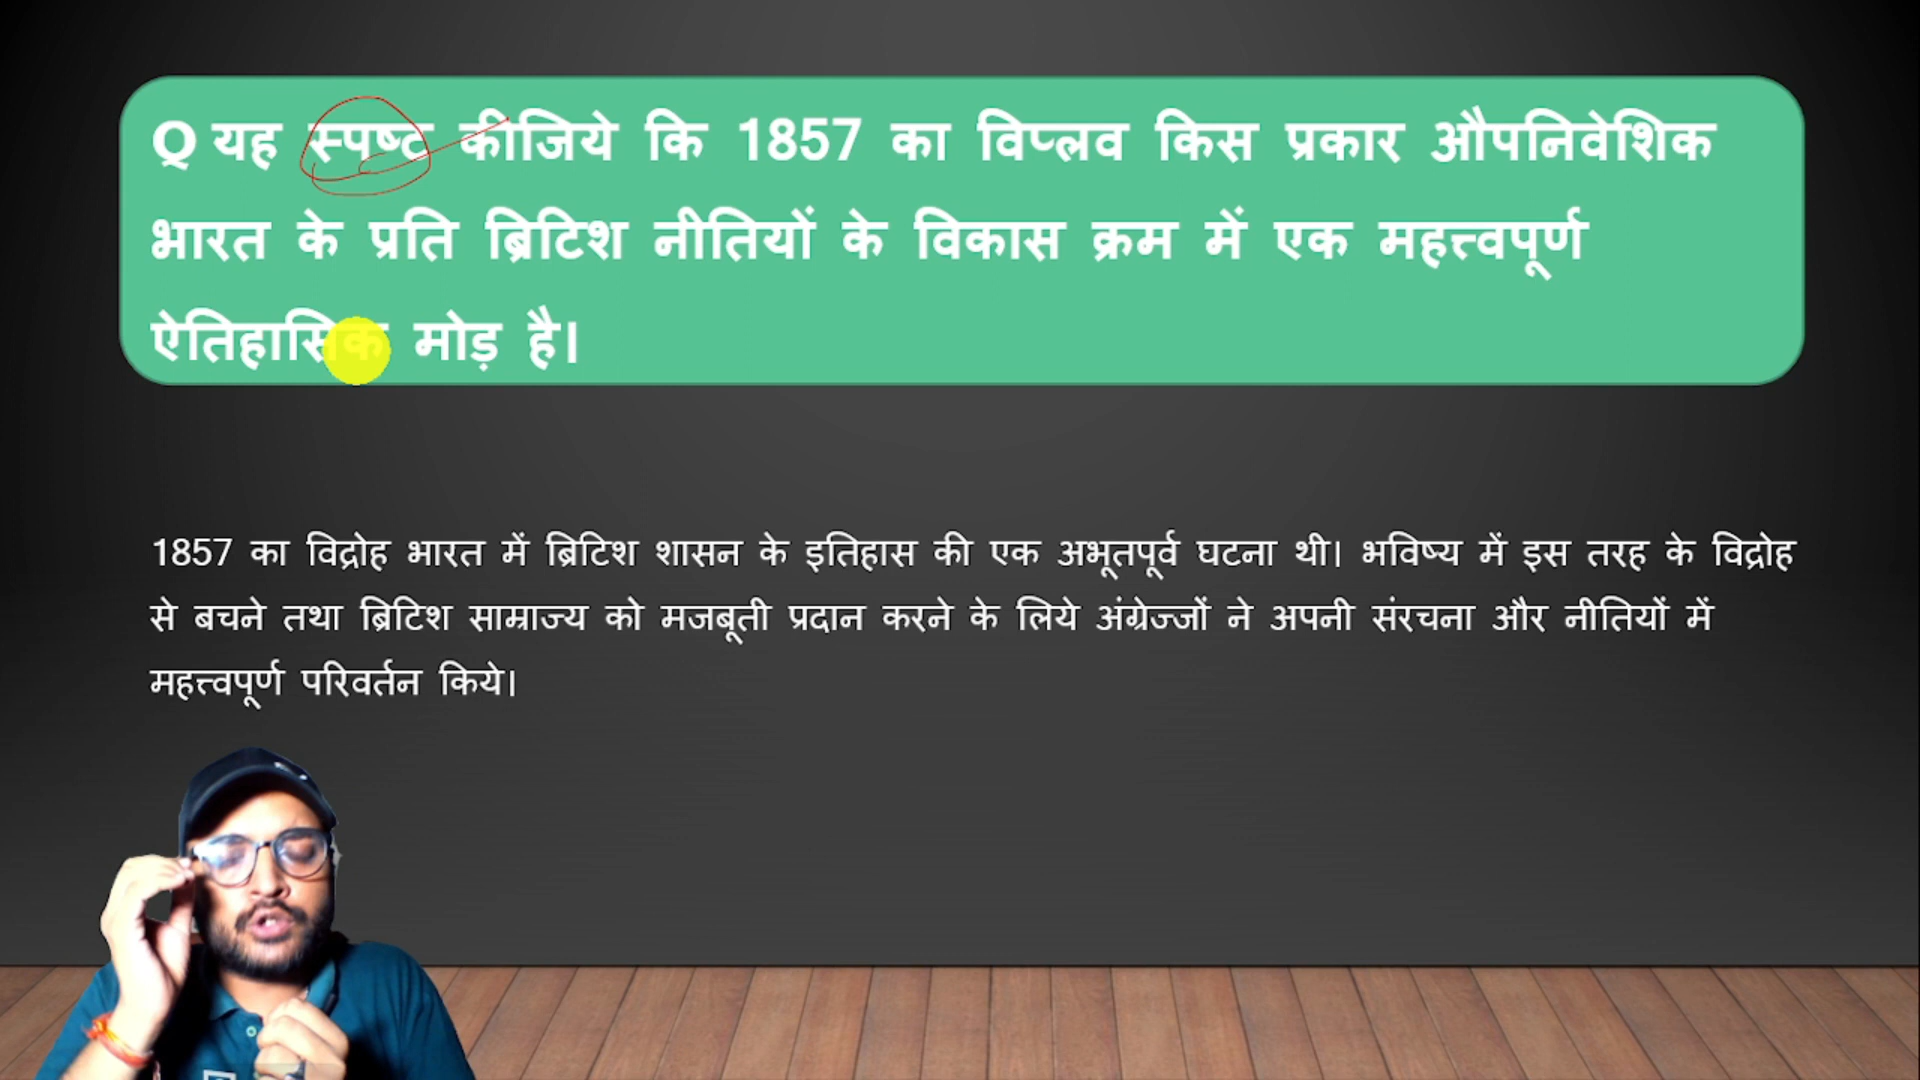 Q यह स्पष्ट कीजिये कि 1857 का विप्लव किस प्रकार औपनिवेशिक
भारत के प्रति ब्रिटिश नीतियों के विकास क्रम में एक महत्त्वपूर्ण
ऐतिहासिक मोड़ है।
1857 का विद्रोह भारत में ब्रिटिश शासन के इतिहास की एक अभूतपूर्व घटना थी। भविष्य में इस तरह के विद्रोह
से बचने तथा ब्रिटिश साम्राज्य को मजबूती प्रदान करने के लिये अंग्रेज्जों ने अपनी संरचना और नीतियों में
महत्त्वपूर्ण परिवर्तन किये।